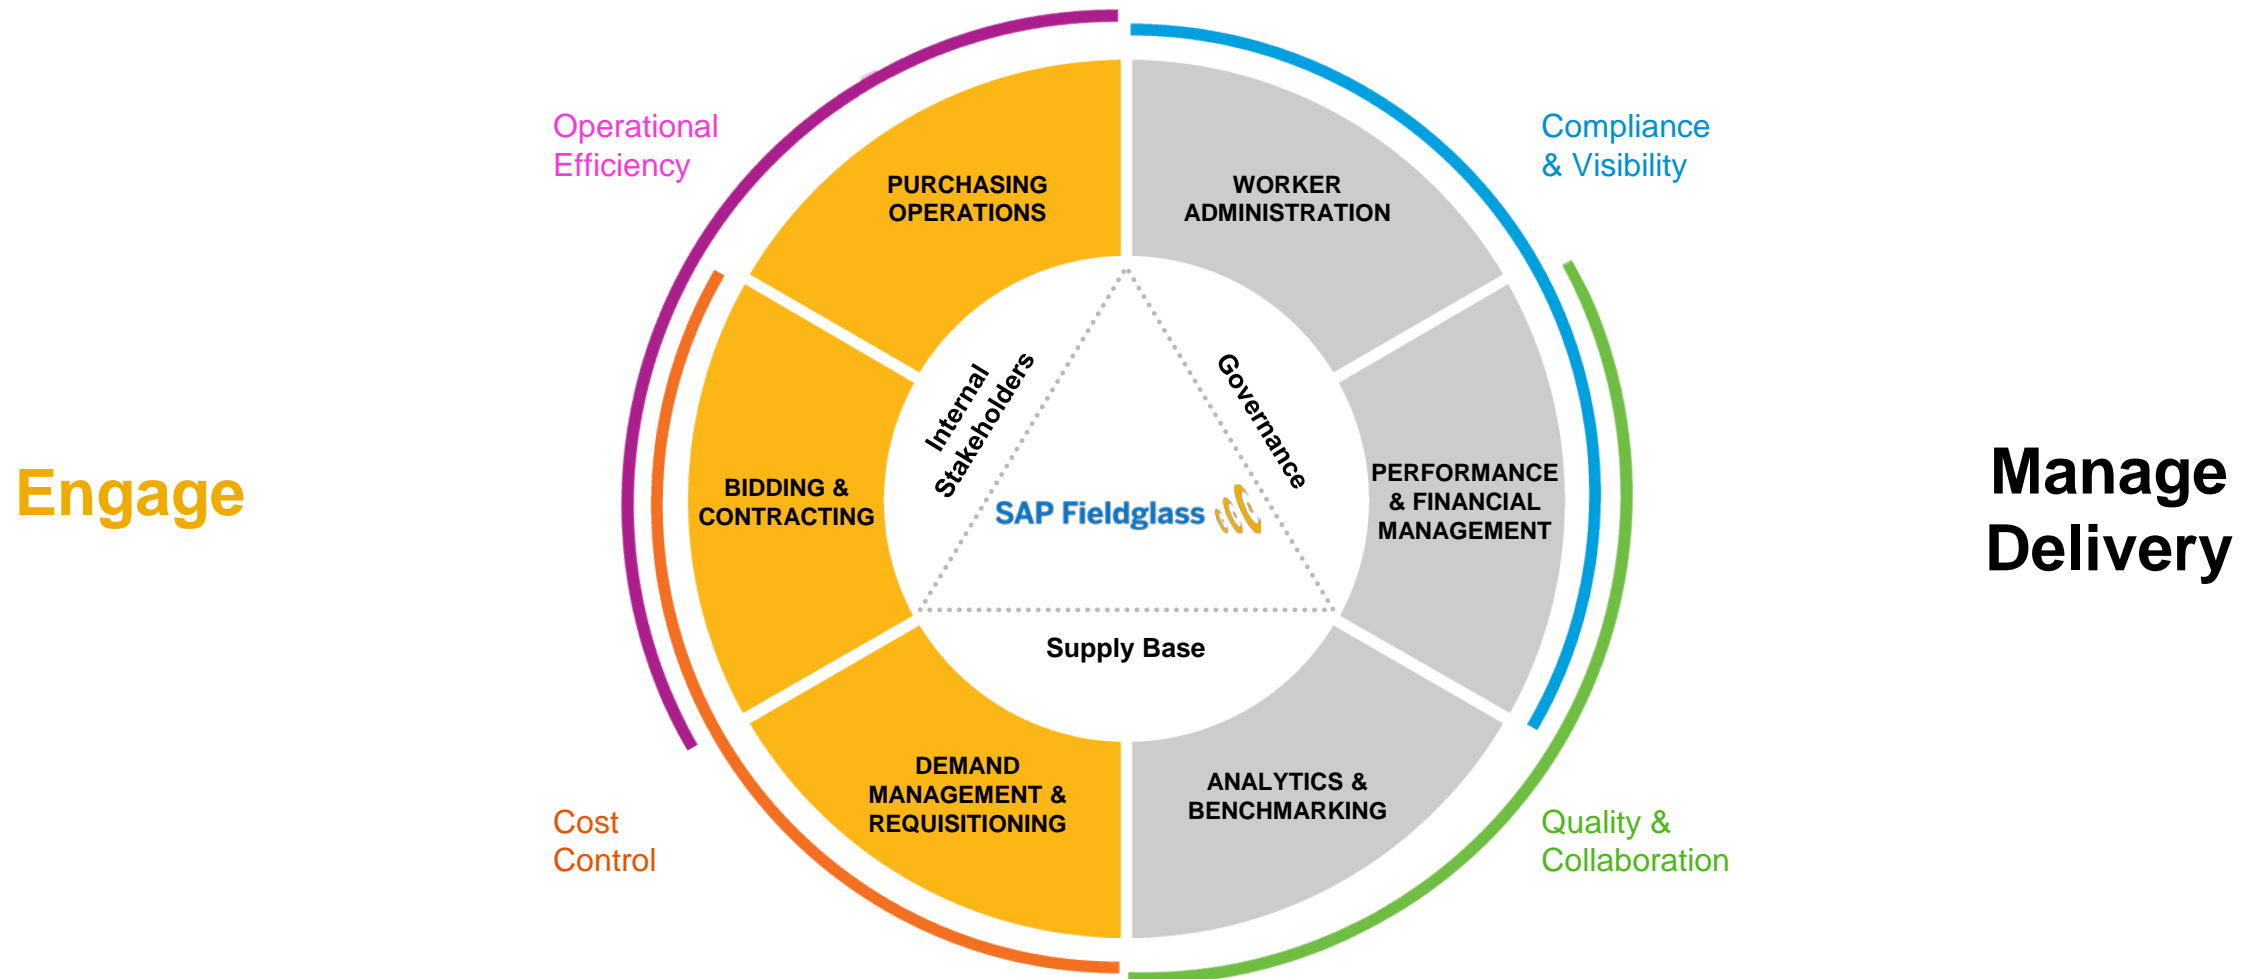 Operational
Efficiency
Compliance
& Visibility
PURCHASING
OPERATIONS
WORKER
ADMINISTRATION
Internal
Stakeholders
Governance
Engage
BIDDING &
CONTRACTING
SAP Fieldglass
PERFORMANCE
& FINANCIAL
MANAGEMENT
Manage
Delivery
Supply Base
DEMAND
MANAGEMENT &
REQUISITIONING
ANALYTICS &
BENCHMARKING
Cost
Control
Quality &
Collaboration